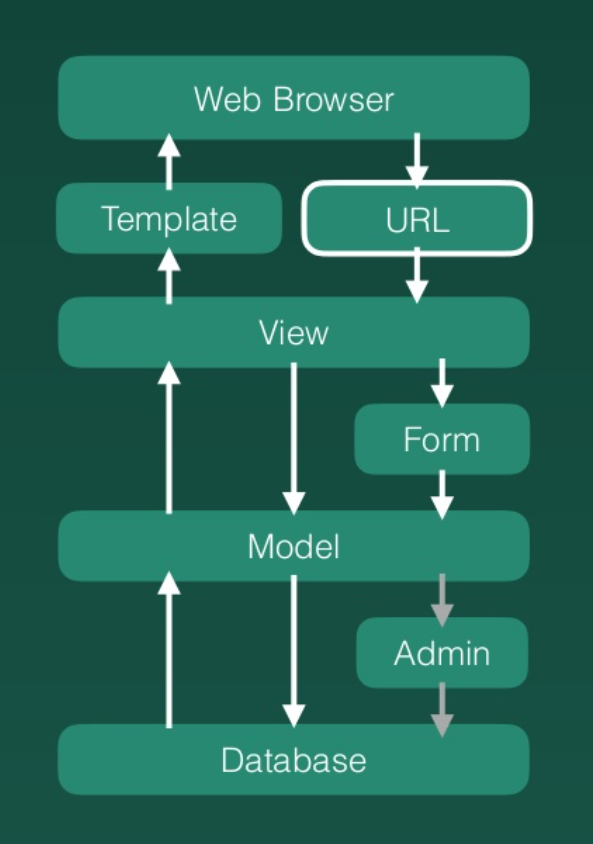 Web Browser
Template
URL
View
Form
Model
Admin
Database